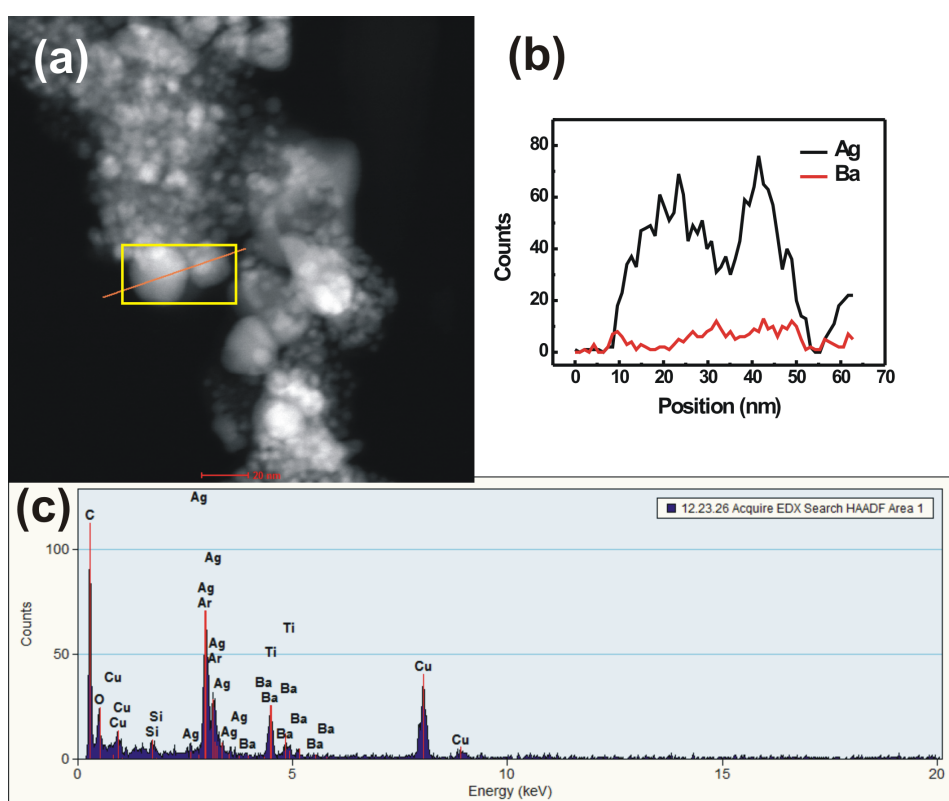 (a)
20 nm
(b)
80
60
40
20
0
Counts
Ag
Ba
0 10 20 30 40 50 60 70
Position (nm)
(c)
12.23.26 Acquire EDX Search HAADF Area 1
Counts
100
50
0
C
O
Cu
Cu
Cu
Si
Si
Ag
Ag
Ag
Ag
Ar
Ag
Ar
Ag
Ag
Ag
Ba
Ti
Ti
Ba
Ba
Ba
Ba
Ba
Ba
Ba
Cu
Cu
0 5 10 15 20
Energy (keV)